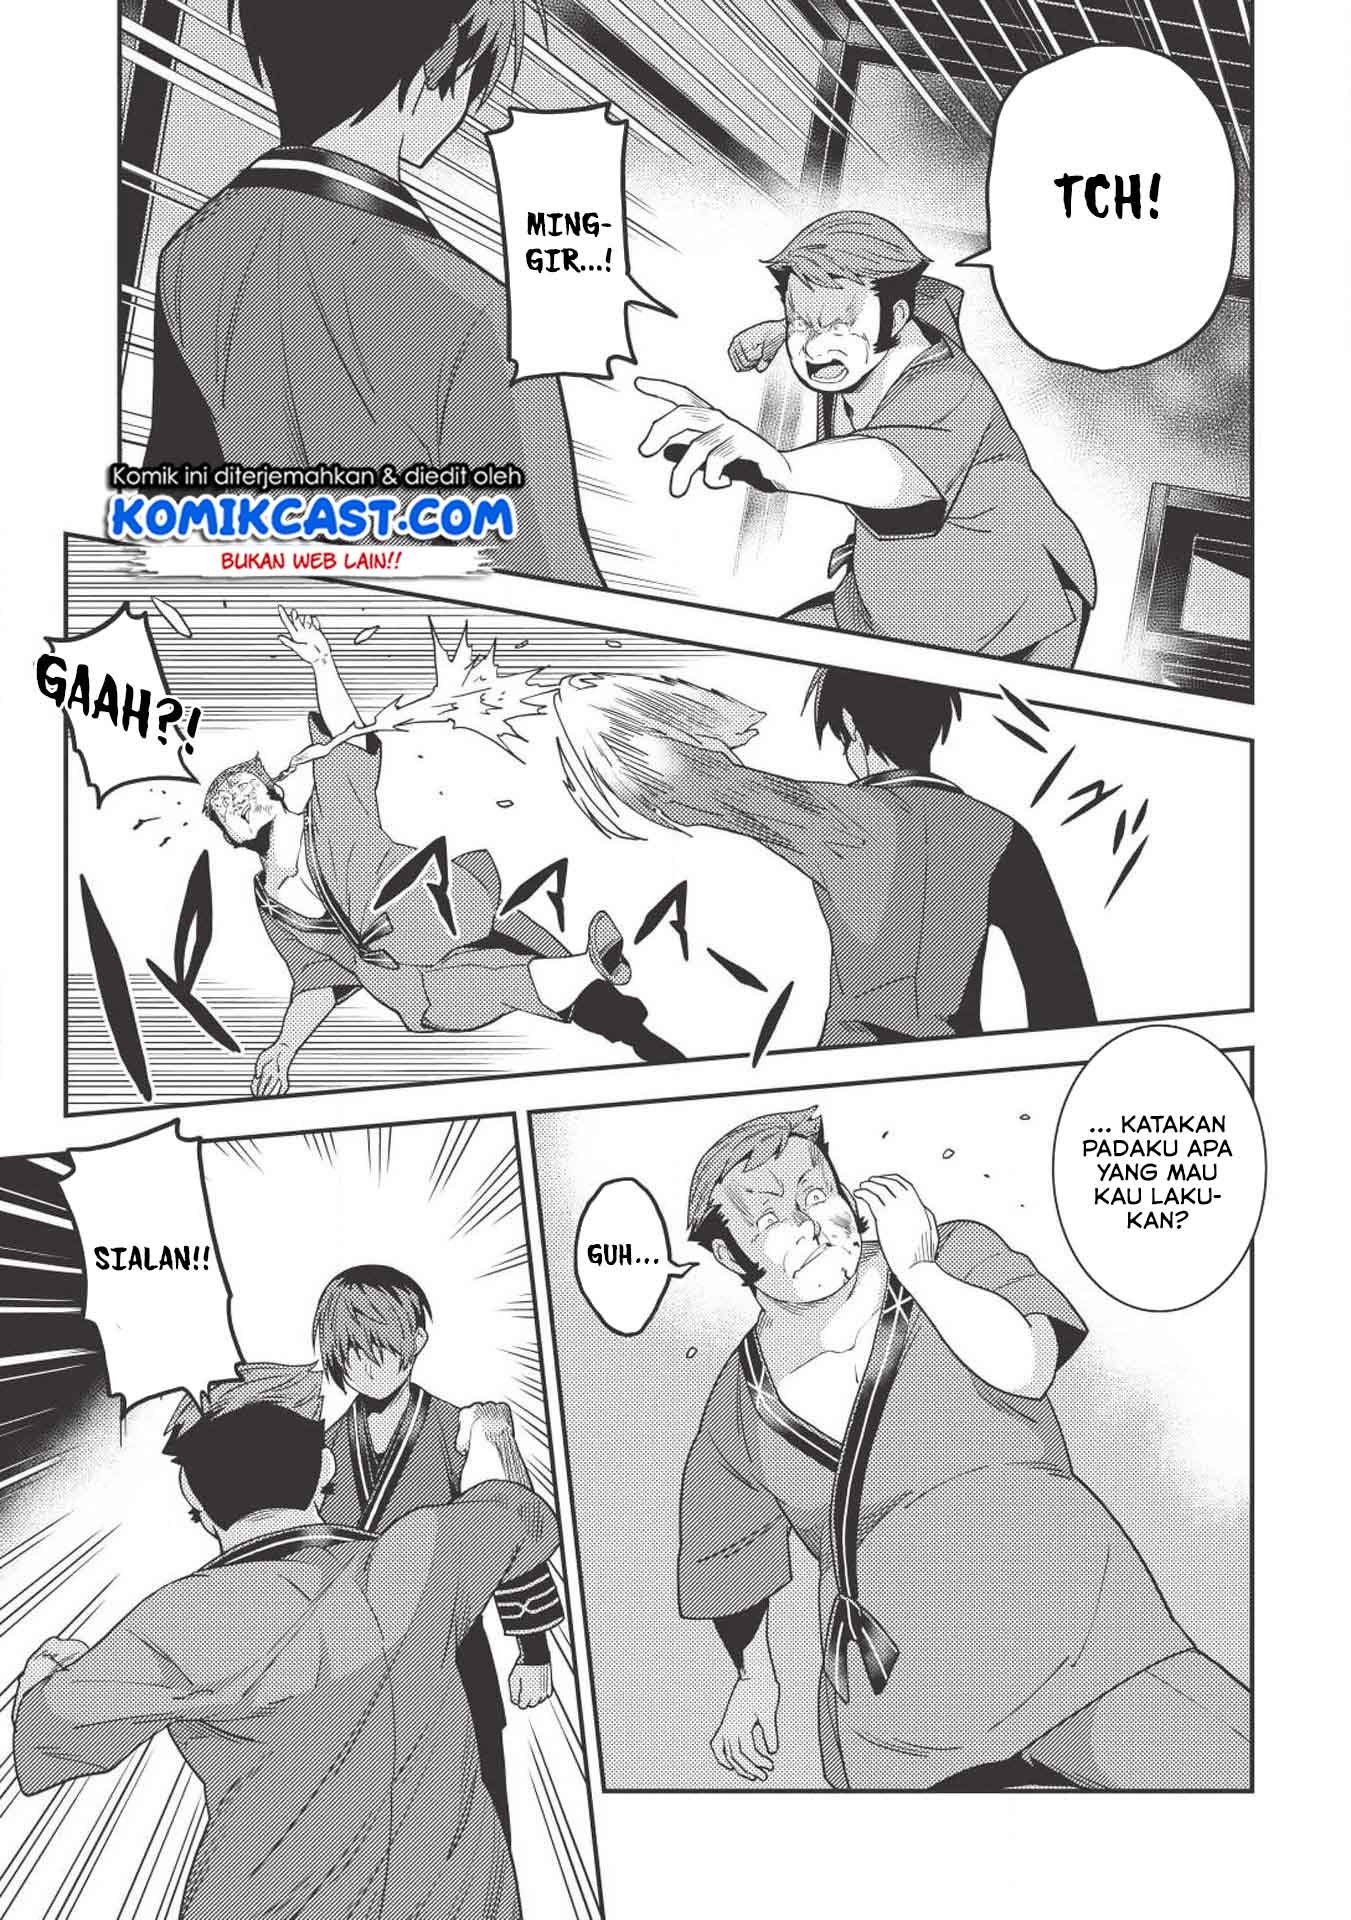 TCH!
MING-
GIR...!
Komik ini diterjemahkan & diedit oleh
KOMIKCAST.COM
BUKAN WEB LAIN!!
GAAH?!
... KATAKAN
PADAKU APA
YANG MAU
KAU LAKU-
KAN?
GUH...
SIALAN!!